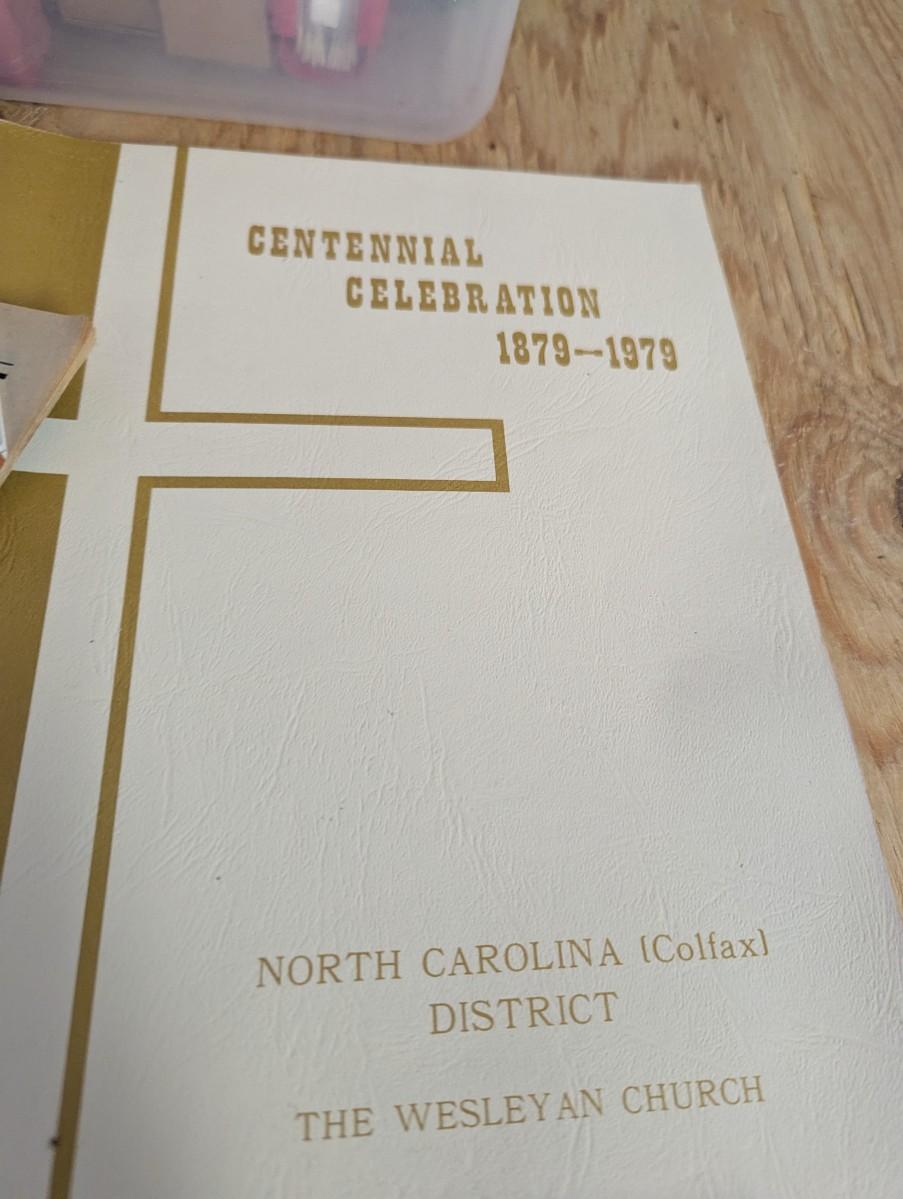 CENTENNIAL
CELEBRATION
1879—1979
NORTH CAROLINA [Colfax]
DISTRICT
THE WESLEYAN CHURCH